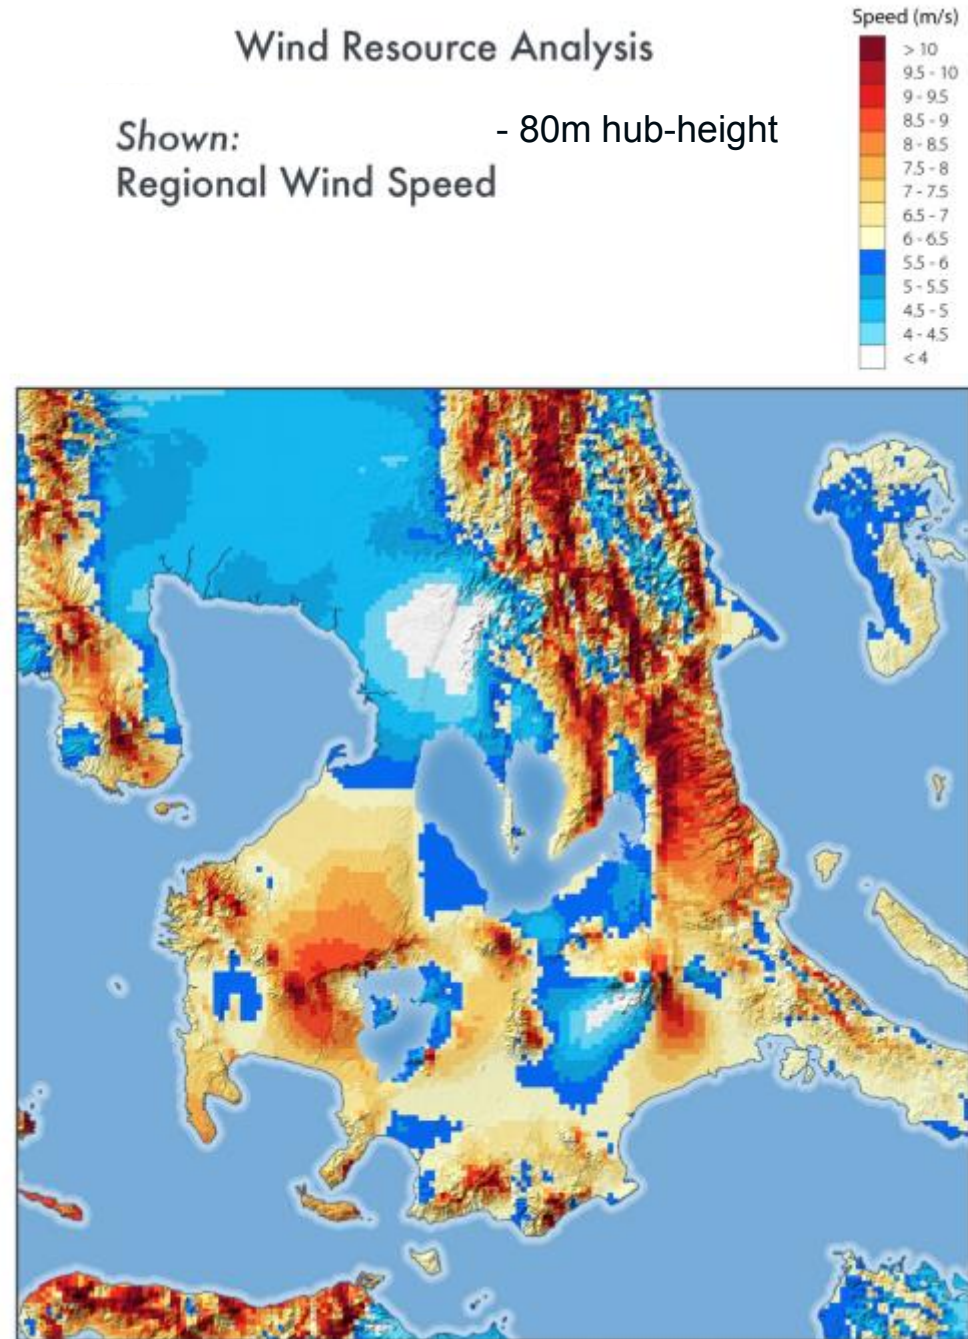 Wind Resource Analysis
Shown:
- 80m hub-height
Regional Wind Speed
Speed (m/s)
> 10
9.5 - 10
9 - 9.5
8.5 - 9
8 - 8.5
7.5 - 8
7 - 7.5
6.5 - 7
6 - 6.5
5.5 - 6
5 - 5.5
4.5 - 5
4 - 4.5
< 4